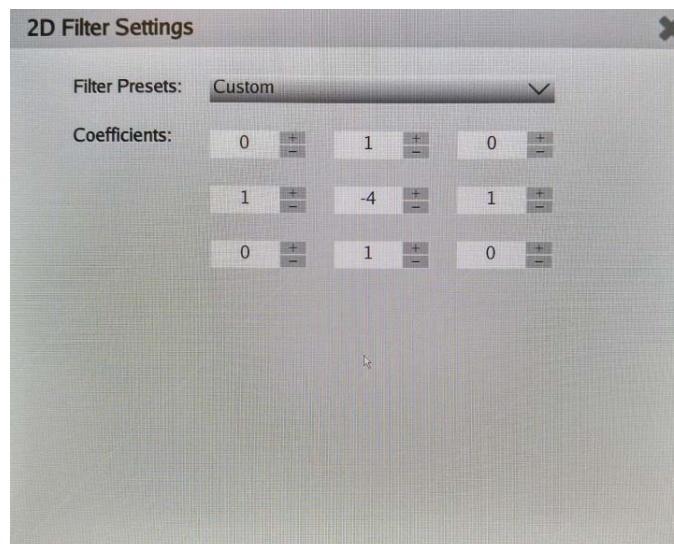 2D Filter Settings
Filter Presets: Custom
Coefficients: 0 + - 1 + - 0 + -
1 + - -4 + - 1 + -
0 + - 1 + - 0 + -